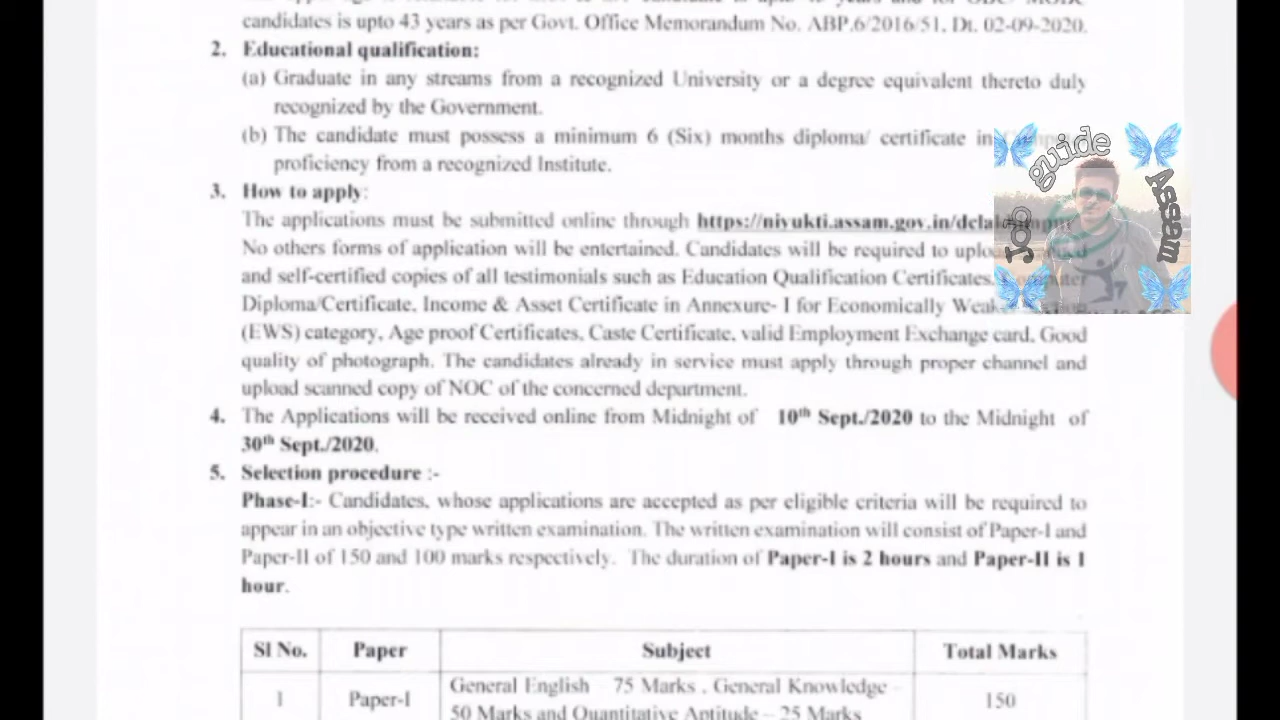 candidates is upto 43 years as per Govt. Office Memorandum No. ABP.6/2016/51, Dt. 02-09-2020.
2. Educational qualification:
(a) Graduate in any streams from a recognized University or a degree equivalent thereto duly
recognized by the Government.
(b) The candidate must possess a minimum 6 (Six) months diploma/ certificate in
proficiency from a recognized Institute.
3. How to apply:
The applications must be submitted online through https://niyukti.assam.gov.in/
No others forms of application will be entertained. Candidates will be required to
and self-certified copies of all testimonials such as Education Qualification Certificates,
Diploma/Certificate, Income & Asset Certificate in Annexure- I for Economically
(EWS) category, Age proof Certificates, Caste Certificate, valid Employment Exchange card, Good
quality of photograph. The candidates already in service must apply through proper channel and
upload scanned copy of NOC of the concerned department.
4. The Applications will be received online from Midnight of 10th Sept./2020 to the Midnight of
30th Sept./2020.
5. Selection procedure :-
Phase-I:- Candidates, whose applications are accepted as per eligible criteria will be required to
appear in an objective type written examination. The written examination will consist of Paper-I and
Paper-II of 150 and 100 marks respectively. The duration of Paper-I is 2 hours and Paper-II is 1
hour.
Sl No. Paper Subject Total Marks
1 Paper-I General English 75 Marks , General Knowledge – 150
50 Marks and Quantitative Aptitude – 25 Marks
Job guide Assam